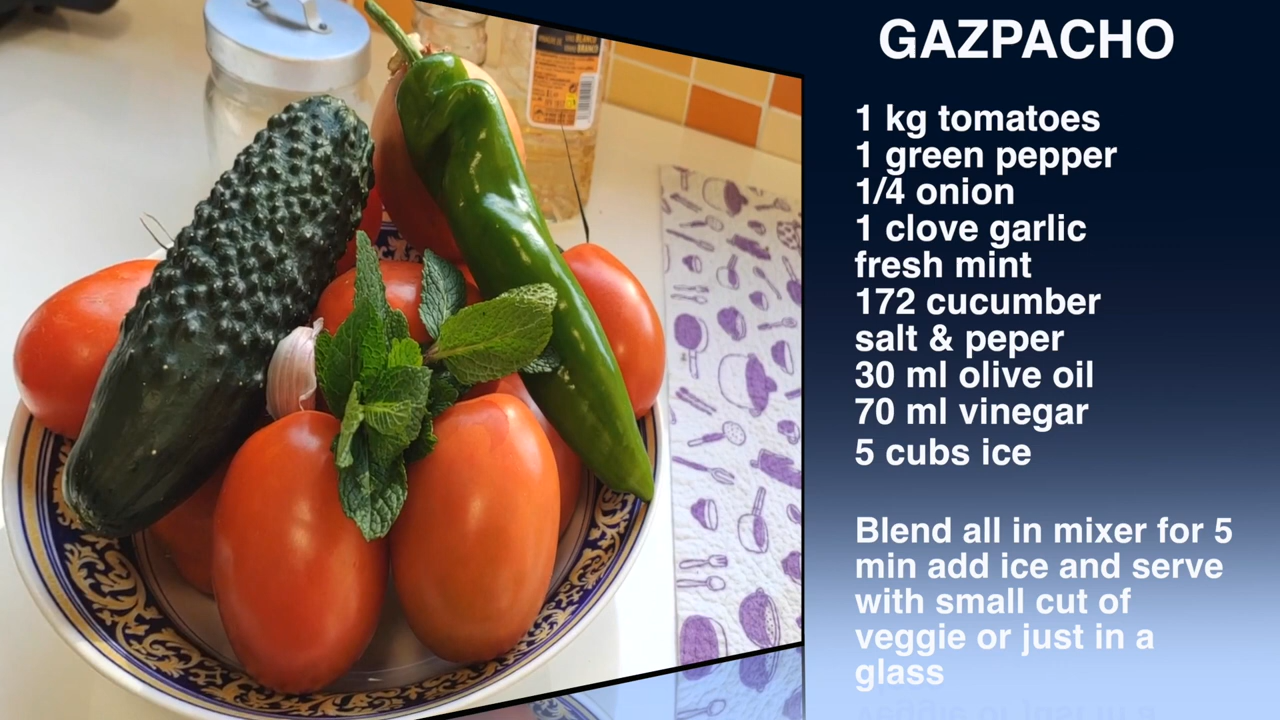 GAZPACHO
1 kg tomatoes
1 green pepper
1/4 onion
1 clove garlic
fresh mint
172 cucumber
salt & peper
30 ml olive oil
70 ml vinegar
5 cubs ice
Blend all in mixer for 5
min add ice and serve
with small cut of
veggie or just in a
glass